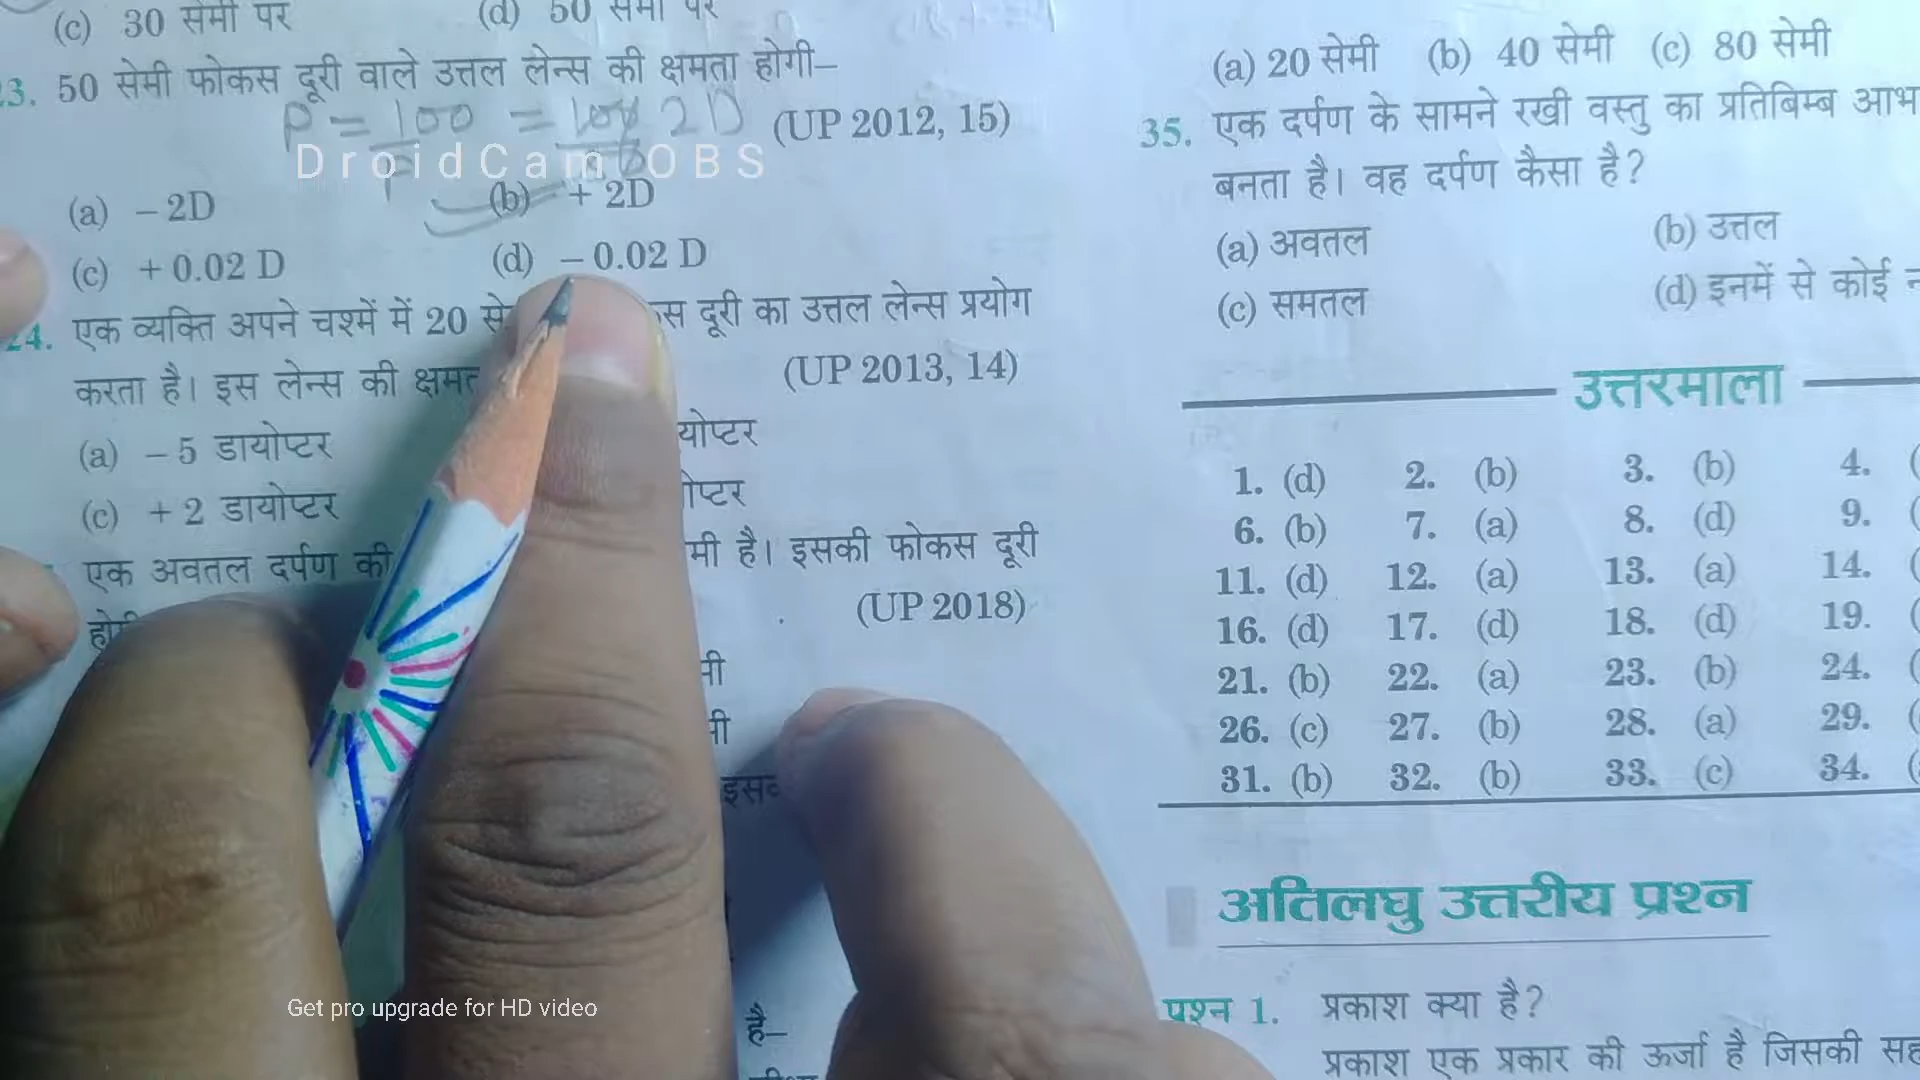 (c) 30 सेमी पर (d) 50 सेमी पर
23. 50 सेमी फोकस दूरी वाले उत्तल लेन्स की क्षमता होगी–
P = 100 = 100 2D
(UP 2012, 15)
DroidCam OBS
(a) – 2D (b) + 2D
(c) + 0.02 D (d) – 0.02 D
24. एक व्यक्ति अपने चश्में में 20 दूरी का उत्तल लेन्स प्रयोग
करता है। इस लेन्स की (UP 2013, 14)
(a) – 5 डायोप्टर
(c) + 2 डायोप्टर
एक अवतल दर्पण की है। इसकी फोकस दूरी
(UP 2018)
है–
(a) 20 सेमी (b) 40 सेमी (c) 80 सेमी
35. एक दर्पण के सामने रखी वस्तु का प्रतिबिम्ब
बनता है। वह दर्पण कैसा है?
(a) अवतल (b) उत्तल
(c) समतल (d) इनमें से कोई
उत्तरमाला
1. (d) 2. (b) 3. (b) 4.
6. (b) 7. (a) 8. (d) 9.
11. (d) 12. (a) 13. (a) 14.
16. (d) 17. (d) 18. (d) 19.
21. (b) 22. (a) 23. (b) 24.
26. (c) 27. (b) 28. (a) 29.
31. (b) 32. (b) 33. (c) 34.
अतिलघु उत्तरीय प्रश्न
प्रश्न 1. प्रकाश क्या है?
प्रकाश एक प्रकार की ऊर्जा है जिसकी
Get pro upgrade for HD video